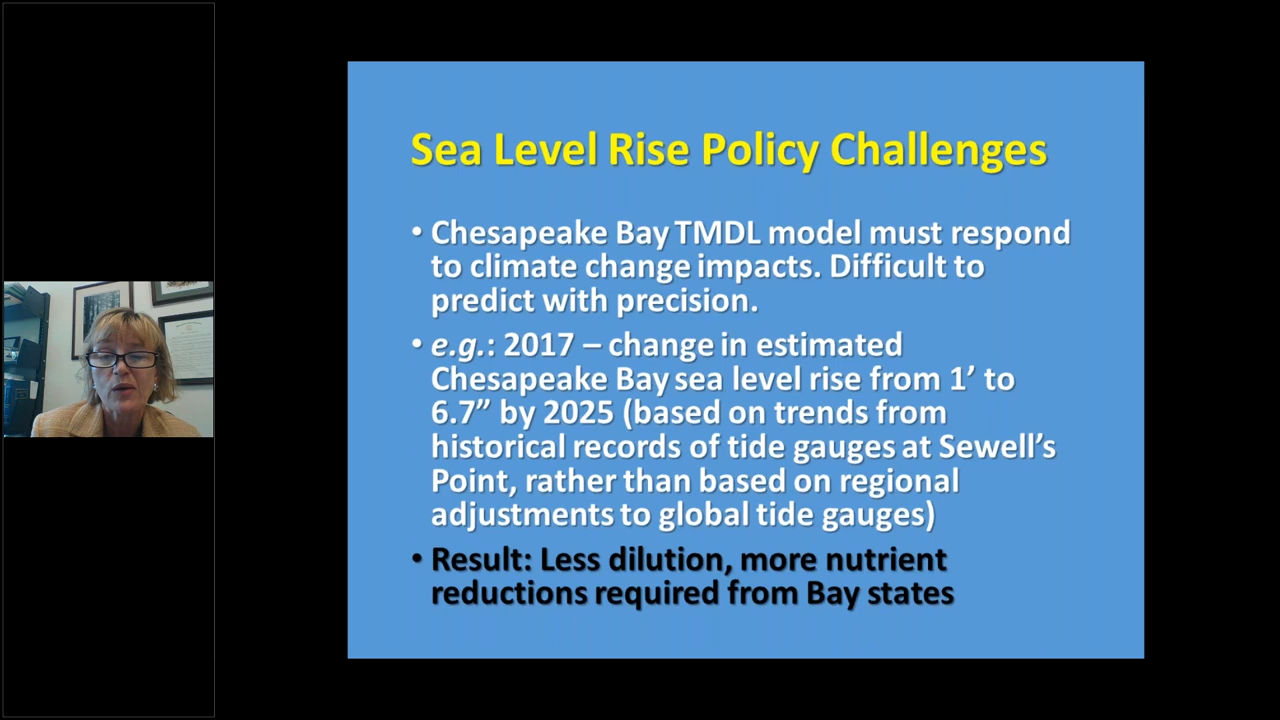 Sea Level Rise Policy Challenges
• Chesapeake Bay TMDL model must respond
to climate change impacts. Difficult to
predict with precision.
• e.g.: 2017 – change in estimated
Chesapeake Bay sea level rise from 1’ to
6.7” by 2025 (based on trends from
historical records of tide gauges at Sewell’s
Point, rather than based on regional
adjustments to global tide gauges)
• Result: Less dilution, more nutrient
reductions required from Bay states